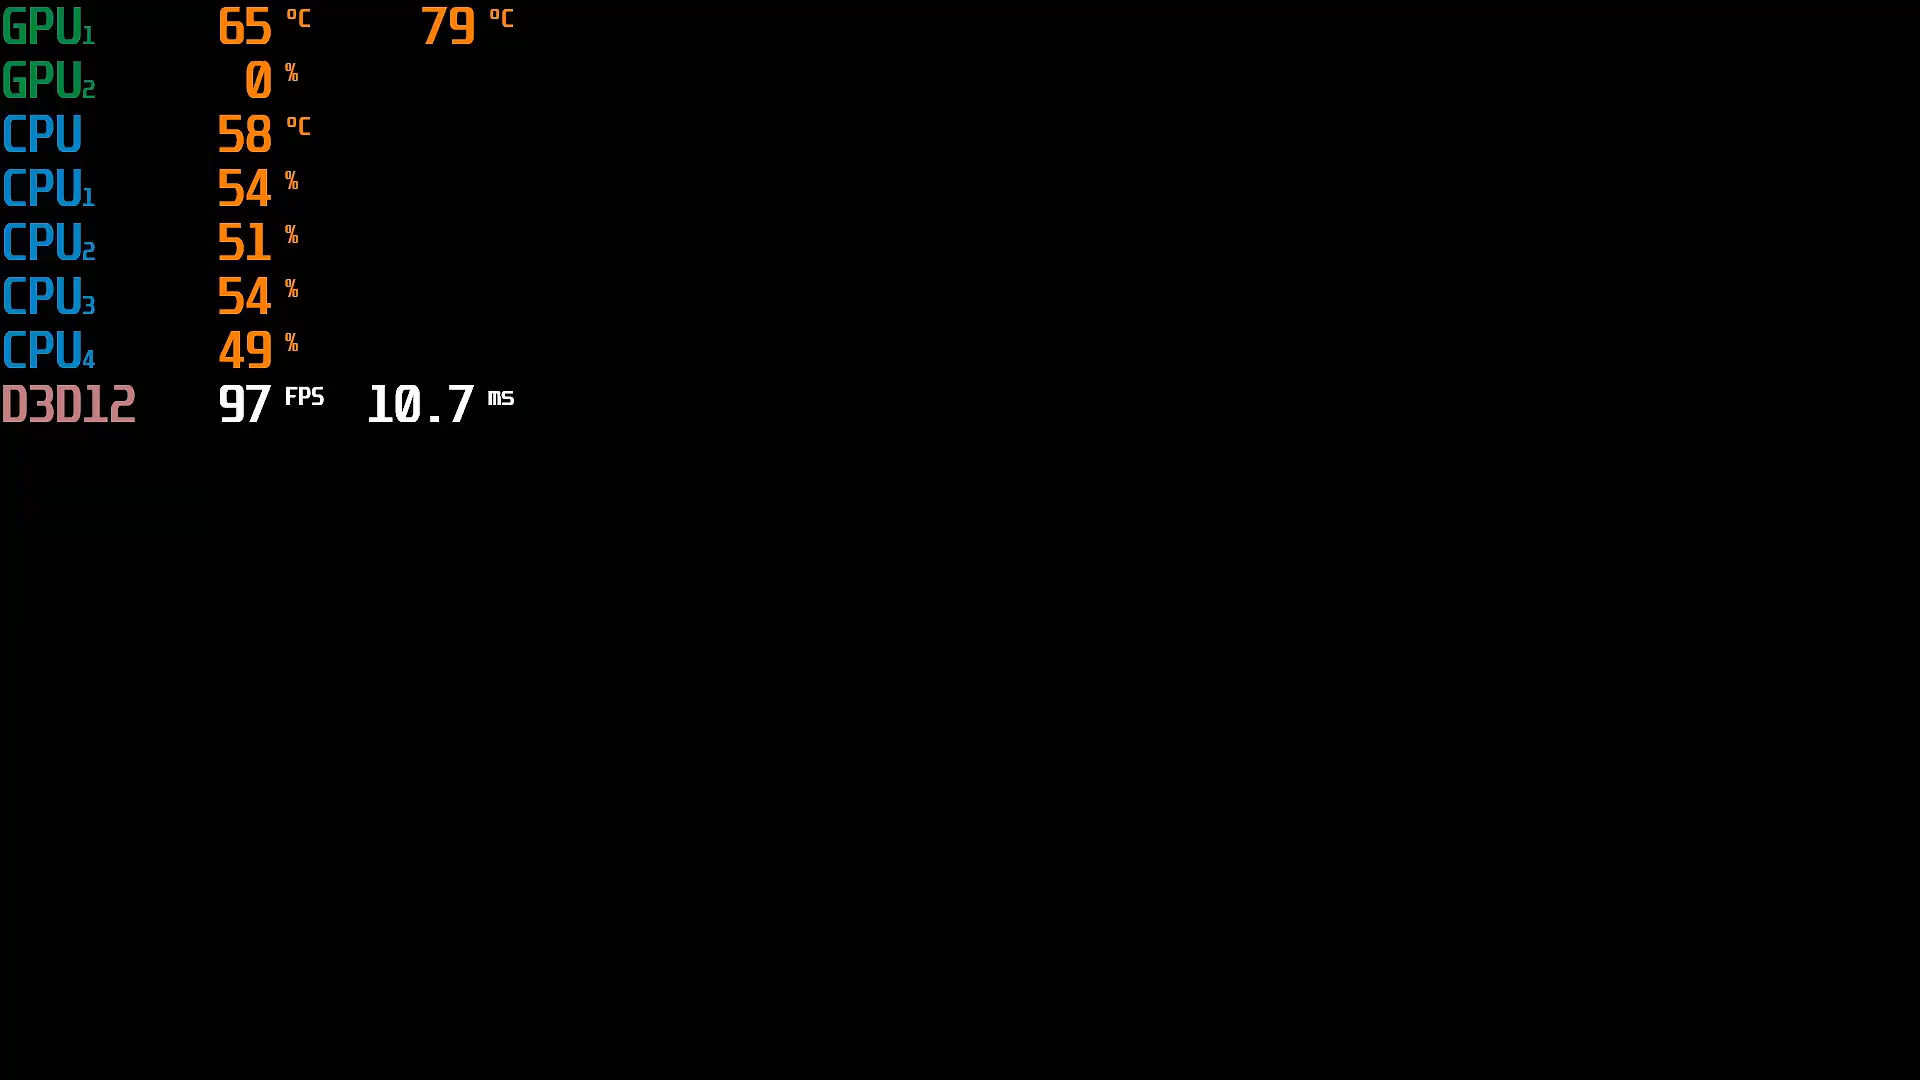 GPU1 65 °C 79 °C
GPU2 0 %
CPU 58 °C
CPU1 54 %
CPU2 51 %
CPU3 54 %
CPU4 49 %
D3D12 97 FPS 10.7 ms